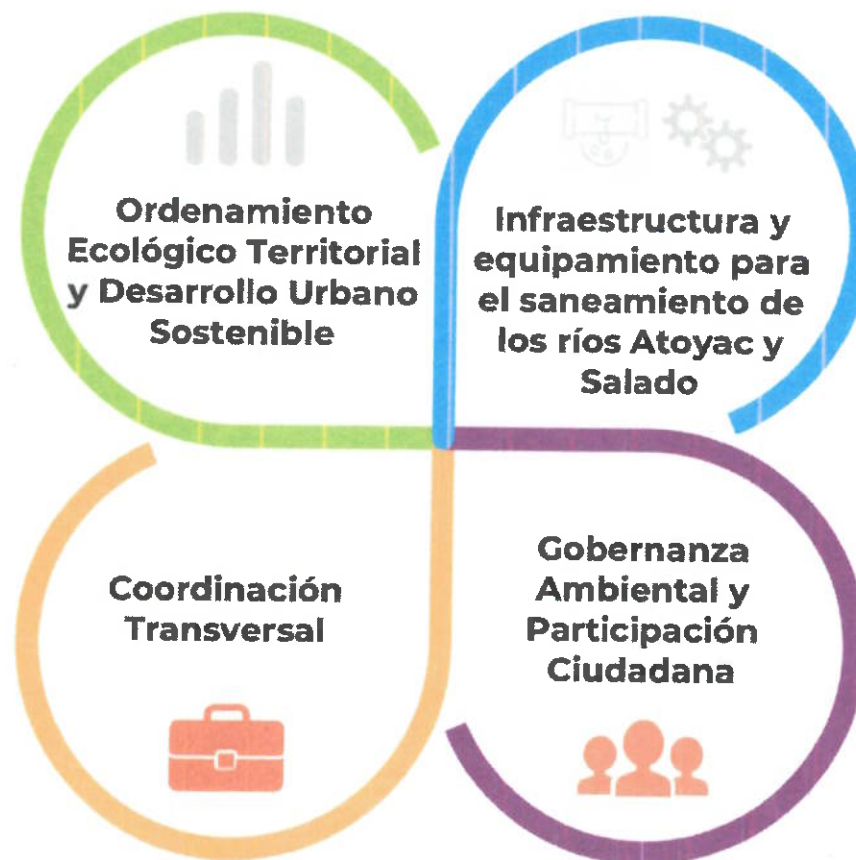 Ordenamiento
Ecológico Territorial
y Desarrollo Urbano
Sostenible
Infraestructura y
equipamiento para
el saneamiento de
los ríos Atoyac y
Salado
Coordinación
Transversal
Gobernanza
Ambiental y
Participación
Ciudadana